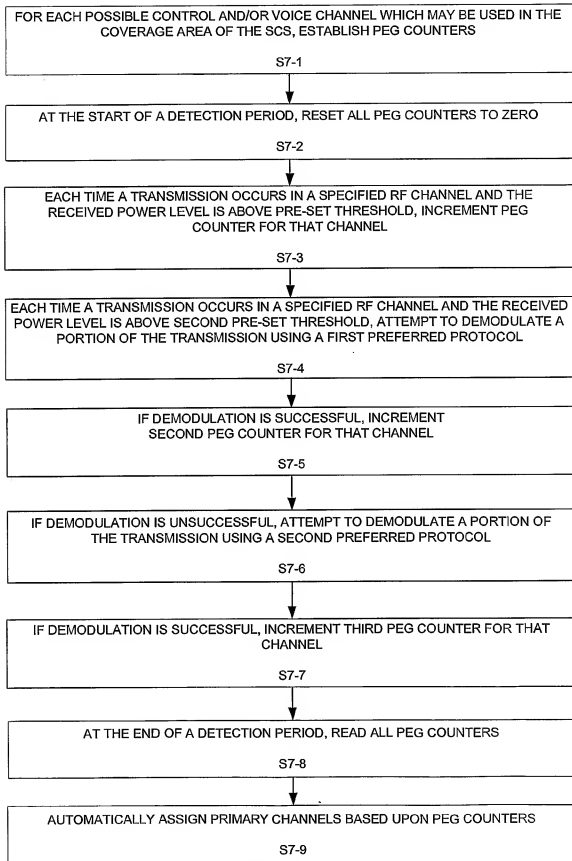 FOR EACH POSSIBLE CONTROL AND/OR VOICE CHANNEL WHICH MAY BE USED IN THE
COVERAGE AREA OF THE SCS, ESTABLISH PEG COUNTERS
S7-1
AT THE START OF A DETECTION PERIOD, RESET ALL PEG COUNTERS TO ZERO
S7-2
EACH TIME A TRANSMISSION OCCURS IN A SPECIFIED RF CHANNEL AND THE
RECEIVED POWER LEVEL IS ABOVE PRE-SET THRESHOLD, INCREMENT PEG
COUNTER FOR THAT CHANNEL
S7-3
EACH TIME A TRANSMISSION OCCURS IN A SPECIFIED RF CHANNEL AND THE RECEIVED
POWER LEVEL IS ABOVE SECOND PRE-SET THRESHOLD, ATTEMPT TO DEMODULATE A
PORTION OF THE TRANSMISSION USING A FIRST PREFERRED PROTOCOL
S7-4
IF DEMODULATION IS SUCCESSFUL, INCREMENT
SECOND PEG COUNTER FOR THAT CHANNEL
S7-5
IF DEMODULATION IS UNSUCCESSFUL, ATTEMPT TO DEMODULATE A PORTION OF
THE TRANSMISSION USING A SECOND PREFERRED PROTOCOL
S7-6
IF DEMODULATION IS SUCCESSFUL, INCREMENT THIRD PEG COUNTER FOR THAT
CHANNEL
S7-7
AT THE END OF A DETECTION PERIOD, READ ALL PEG COUNTERS
S7-8
AUTOMATICALLY ASSIGN PRIMARY CHANNELS BASED UPON PEG COUNTERS
S7-9